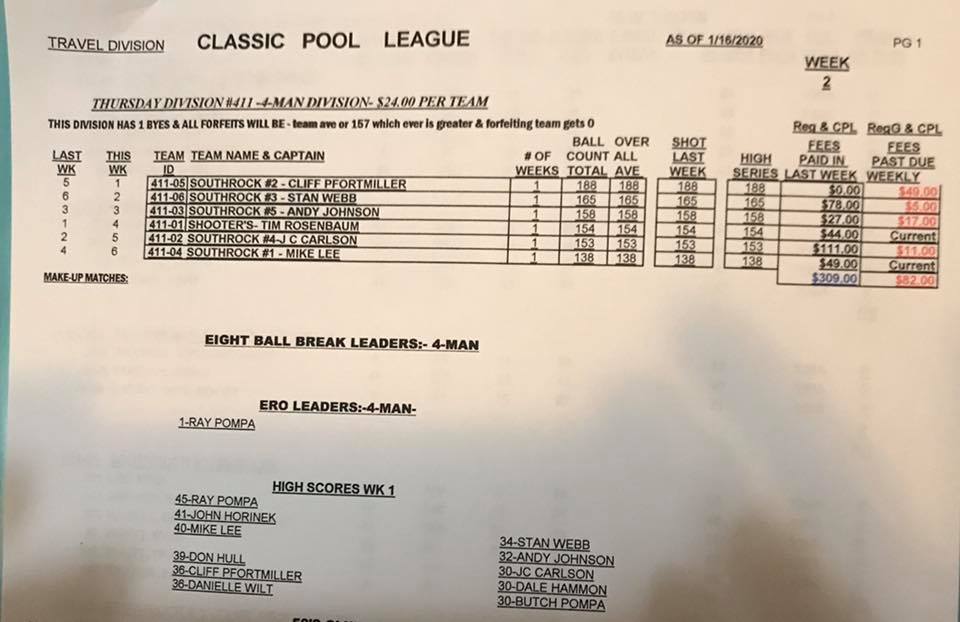 TRAVEL DIVISION CLASSIC POOL LEAGUE AS OF 1/16/2020 PG 1
WEEK
2
THURSDAY DIVISION #411 -4-MAN DIVISION- $24.00 PER TEAM
THIS DIVISION HAS 1 BYES & ALL FORFEITS WILL BE - team ave or 157 which ever is greater & forfeiting team gets 0
Reg & CPL RegG & CPL
BALL OVER SHOT FEES FEES
LAST THIS TEAM TEAM NAME & CAPTAIN # OF COUNT ALL LAST HIGH PAID IN PAST DUE
WK WK ID WEEKS TOTAL AVE WEEK SERIES LAST WEEK WEEKLY
5 1 411-05 SOUTHROCK #2 - CLIFF PFORTMILLER 1 188 188 188 188 $0.00 $49.00
6 2 411-06 SOUTHROCK #3 - STAN WEBB 1 165 165 165 165 $78.00 $5.00
3 3 411-03 SOUTHROCK #5 - ANDY JOHNSON 1 158 158 158 158 $27.00 $17.00
1 4 411-01 SHOOTER'S- TIM ROSENBAUM 1 154 154 154 154 $44.00 Current
2 5 411-02 SOUTHROCK #4-J C CARLSON 1 153 153 153 153 $111.00 $11.00
4 6 411-04 SOUTHROCK #1 - MIKE LEE 1 138 138 138 138 $49.00 Current
MAKE-UP MATCHES: $309.00 $82.00
EIGHT BALL BREAK LEADERS:- 4-MAN
ERO LEADERS:-4-MAN-
1-RAY POMPA
HIGH SCORES WK 1
45-RAY POMPA
41-JOHN HORINEK
40-MIKE LEE
39-DON HULL
36-CLIFF PFORTMILLER
36-DANIELLE WILT
34-STAN WEBB
32-ANDY JOHNSON
30-JC CARLSON
30-DALE HAMMON
30-BUTCH POMPA